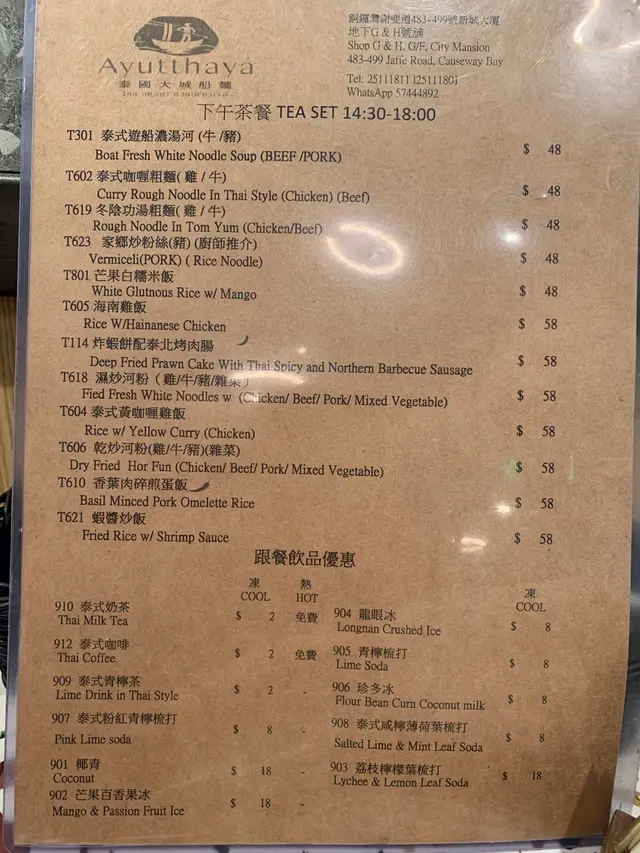 Ayutthaya
泰國大城船麵
銅鑼灣謝斐道483-499號新城大廈
地下G & H號舖
Shop G & H, G/F, City Mansion
483-499 Jaffe Road, Causeway Bay
Tel: 25111811 |25111801
WhatsApp 57444892
下午茶餐 TEA SET 14:30-18:00
T301 泰式遊船濃湯河 (牛 /豬)
Boat Fresh White Noodle Soup (BEEF /PORK) $ 48
T602 泰式咖喱粗麵( 雞 / 牛)
Curry Rough Noodle In Thai Style (Chicken) (Beef) $ 48
T619 冬陰功湯粗麵( 雞 / 牛)
Rough Noodle In Tom Yum (Chicken/Beef) $ 48
T623 家鄉炒粉絲(豬) (廚師推介)
Vermiceli(PORK) ( Rice Noodle) $ 48
T801 芒果白糯米飯
White Glutnous Rice w/ Mango $ 48
T605 海南雞飯
Rice W/Hainanese Chicken $ 58
T114 炸蝦餅配泰北烤肉腸
Deep Fried Prawn Cake With Thai Spicy and Northern Barbecue Sausage $ 58
T618 濕炒河粉 ( 雞/牛/豬/雜菜 )
Fied Fresh White Noodles w (Chicken/ Beef/ Pork/ Mixed Vegetable) $ 58
T604 泰式黃咖喱雞飯
Rice w/ Yellow Curry (Chicken) $ 58
T606 乾炒河粉(雞/牛/豬)(雜菜)
Dry Fried Hor Fun (Chicken/ Beef/ Pork/ Mixed Vegetable) $ 58
T610 香葉肉碎煎蛋飯
Basil Minced Pork Omelette Rice $ 58
T621 蝦醬炒飯
Fried Rice w/ Shrimp Sauce $ 58
跟餐飲品優惠
凍 熱
COOL HOT
910 泰式奶茶
Thai Milk Tea $ 2 免費
912 泰式咖啡
Thai Coffee $ 2 免費
909 泰式青檸茶
Lime Drink in Thai Style $ 2 -
907 泰式粉紅青檸梳打
Pink Lime soda $ 8 -
901 椰青
Coconut $ 18 -
902 芒果百香果冰
Mango & Passion Fruit Ice $ 18 -
凍
COOL
904 龍眼冰
Longnan Crushed Ice $ 8
905 青檸梳打
Lime Soda $ 8
906 珍多冰
Flour Bean Curn Coconut milk $ 8
908 泰式咸檸薄荷葉梳打
Salted Lime & Mint Leaf Soda $ 8
903 荔枝檸檬葉梳打
Lychee & Lemon Leaf Soda $ 18